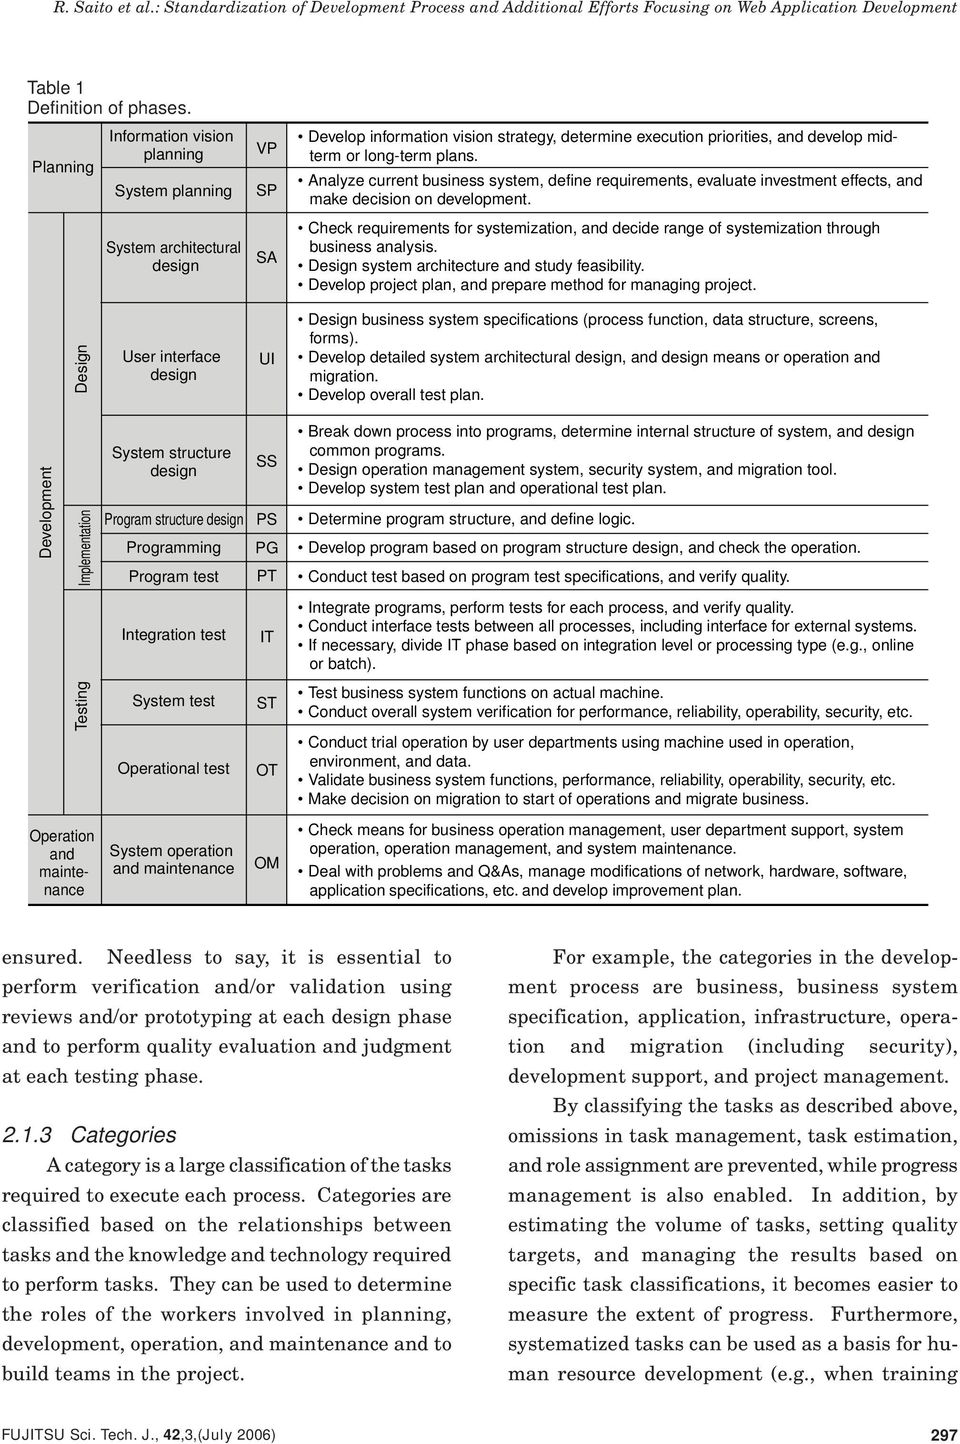 R. Saito et al.: Standardization of Development Process and Additional Efforts Focusing on Web Application Development
Table 1
Definition of phases.
Planning
Information vision
planning
VP
• Develop information vision strategy, determine execution priorities, and develop mid-
term or long-term plans.
System planning
SP
• Analyze current business system, define requirements, evaluate investment effects, and
make decision on development.
Development
Design
System architectural
design
SA
• Check requirements for systemization, and decide range of systemization through
business analysis.
• Design system architecture and study feasibility.
• Develop project plan, and prepare method for managing project.
User interface
design
UI
• Design business system specifications (process function, data structure, screens,
forms).
• Develop detailed system architectural design, and design means or operation and
migration.
• Develop overall test plan.
System structure
design
SS
• Break down process into programs, determine internal structure of system, and design
common programs.
• Design operation management system, security system, and migration tool.
• Develop system test plan and operational test plan.
Implementation
Program structure design
PS
• Determine program structure, and define logic.
Programming
PG
• Develop program based on program structure design, and check the operation.
Program test
PT
• Conduct test based on program test specifications, and verify quality.
Testing
Integration test
IT
• Integrate programs, perform tests for each process, and verify quality.
• Conduct interface tests between all processes, including interface for external systems.
• If necessary, divide IT phase based on integration level or processing type (e.g., online
or batch).
System test
ST
• Test business system functions on actual machine.
• Conduct overall system verification for performance, reliability, operability, security, etc.
Operational test
OT
• Conduct trial operation by user departments using machine used in operation,
environment, and data.
• Validate business system functions, performance, reliability, operability, security, etc.
• Make decision on migration to start of operations and migrate business.
Operation
and
mainte-
nance
System operation
and maintenance
OM
• Check means for business operation management, user department support, system
operation, operation management, and system maintenance.
• Deal with problems and Q&As, manage modifications of network, hardware, software,
application specifications, etc. and develop improvement plan.
ensured. Needless to say, it is essential to
perform verification and/or validation using
reviews and/or prototyping at each design phase
and to perform quality evaluation and judgment
at each testing phase.
2.1.3 Categories
A category is a large classification of the tasks
required to execute each process. Categories are
classified based on the relationships between
tasks and the knowledge and technology required
to perform tasks. They can be used to determine
the roles of the workers involved in planning,
development, operation, and maintenance and to
build teams in the project.
For example, the categories in the develop-
ment process are business, business system
specification, application, infrastructure, opera-
tion and migration (including security),
development support, and project management.
By classifying the tasks as described above,
omissions in task management, task estimation,
and role assignment are prevented, while progress
management is also enabled. In addition, by
estimating the volume of tasks, setting quality
targets, and managing the results based on
specific task classifications, it becomes easier to
measure the extent of progress. Furthermore,
systematized tasks can be used as a basis for hu-
man resource development (e.g., when training
FUJITSU Sci. Tech. J., 42,3,(July 2006)
297